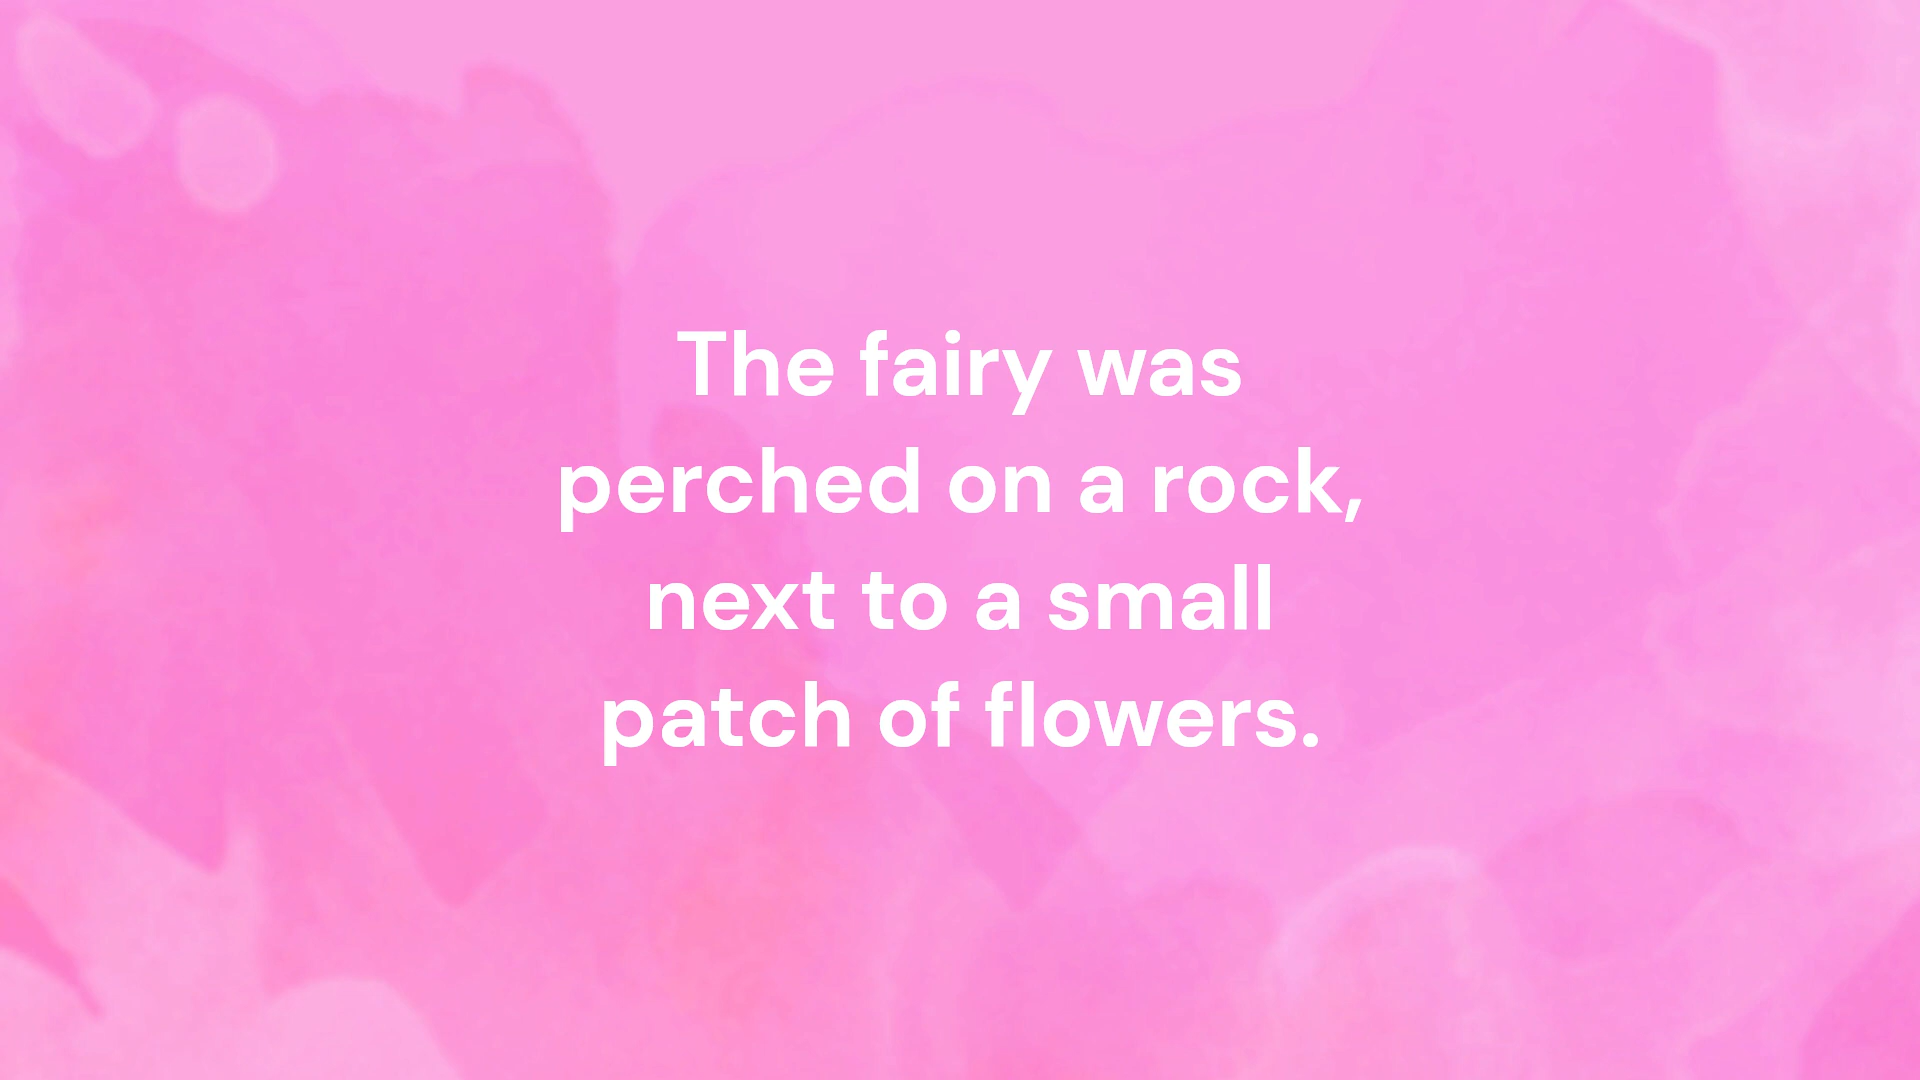 The fairy was
perched on a rock,
next to a small
patch of flowers.